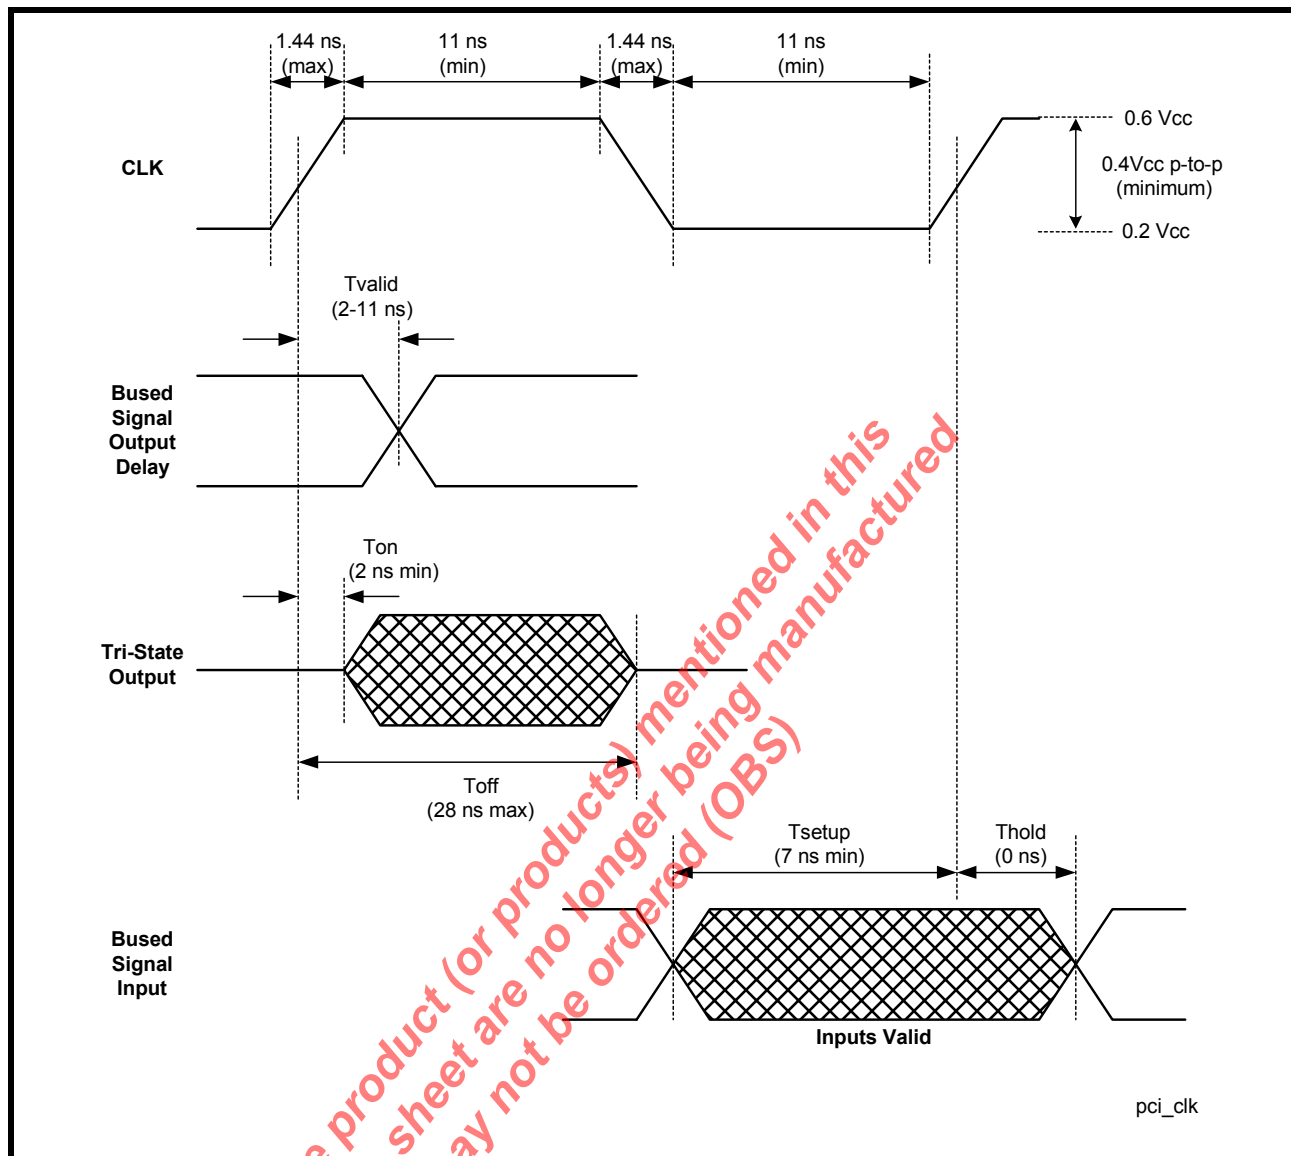 1.44 ns
(max)
11 ns
(min)
1.44 ns
(max)
11 ns
(min)
CLK
0.6 Vcc
0.4Vcc p-to-p
(minimum)
0.2 Vcc
Tvalid
(2-11 ns)
Bused
Signal
Output
Delay
Ton
(2 ns min)
Tri-State
Output
Toff
(28 ns max)
Tsetup
(7 ns min)
Thold
(0 ns)
Bused
Signal
Input
Inputs Valid
pci_clk
product (or products) mentioned in this
sheet are no longer being manufactured
not be ordered (OBS)